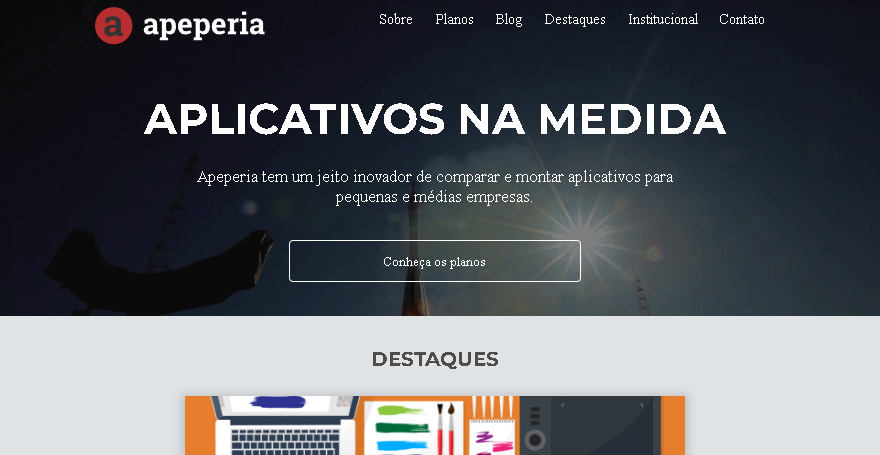 a apeperia
Sobre Planos Blog Destaques Institucional Contato
APLICATIVOS NA MEDIDA
Apeperia tem um jeito inovador de comparar e montar aplicativos para
pequenas e médias empresas.
Conheça os planos
DESTAQUES